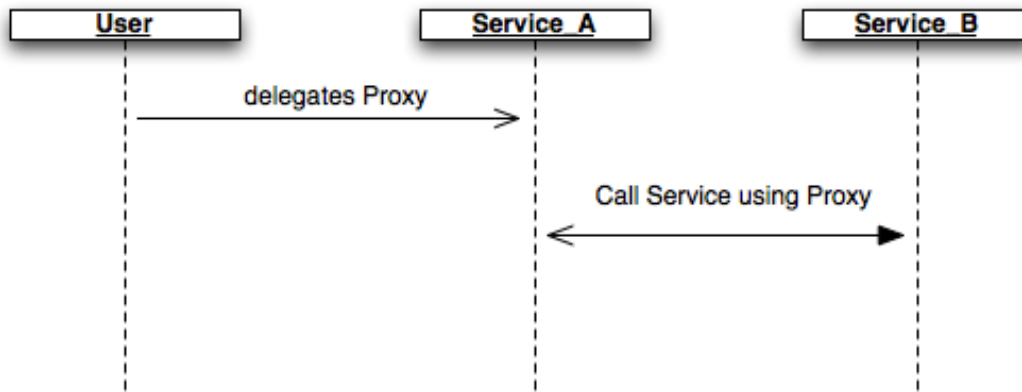 User
Service_A
Service_B
delegates Proxy
Call Service using Proxy